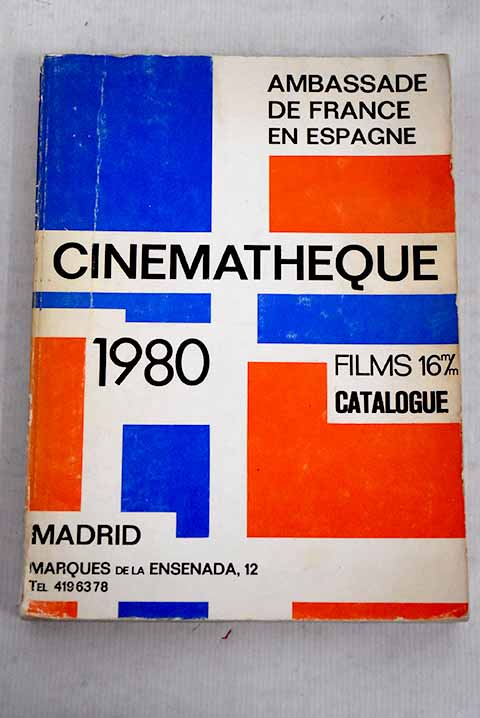 AMBASSADE
DE FRANCE
EN ESPAGNE
CINEMATHEQUE
1980
FILMS 16 m/m
CATALOGUE
MADRID
MARQUES DE LA ENSENADA, 12
TEL 4196378